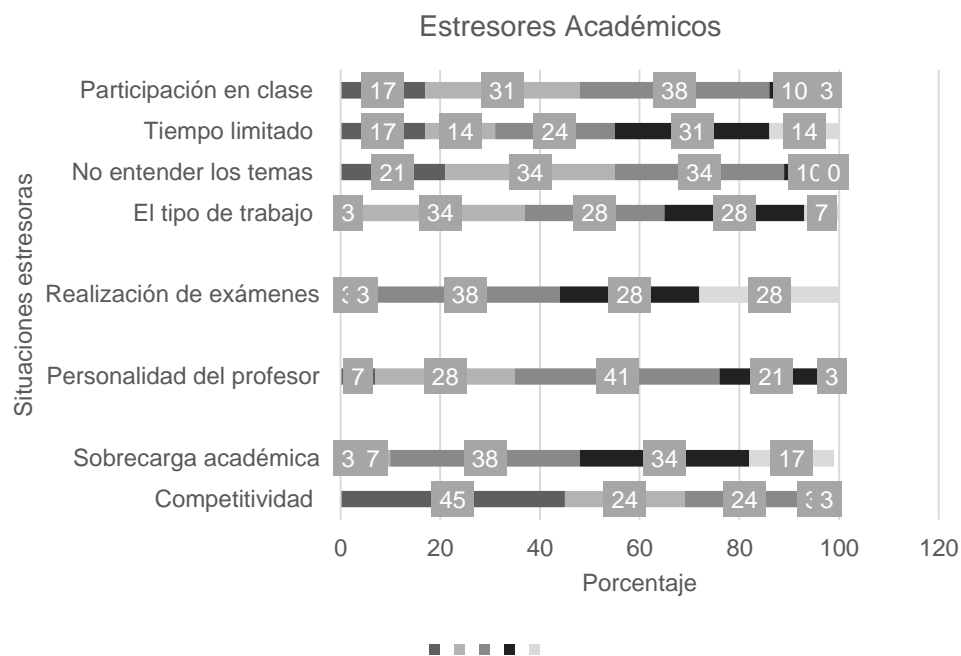 Estresores Académicos
Situaciones estresoras
Participación en clase 17 31 38 10 3
Tiempo limitado 17 14 24 31 14
No entender los temas 21 34 34 10 0
El tipo de trabajo 3 34 28 28 7
Realización de exámenes 3 3 38 28 28
Personalidad del profesor 7 28 41 21 3
Sobrecarga académica 3 7 38 34 17
Competitividad 45 24 24 3 3
0 20 40 60 80 100 120
Porcentaje